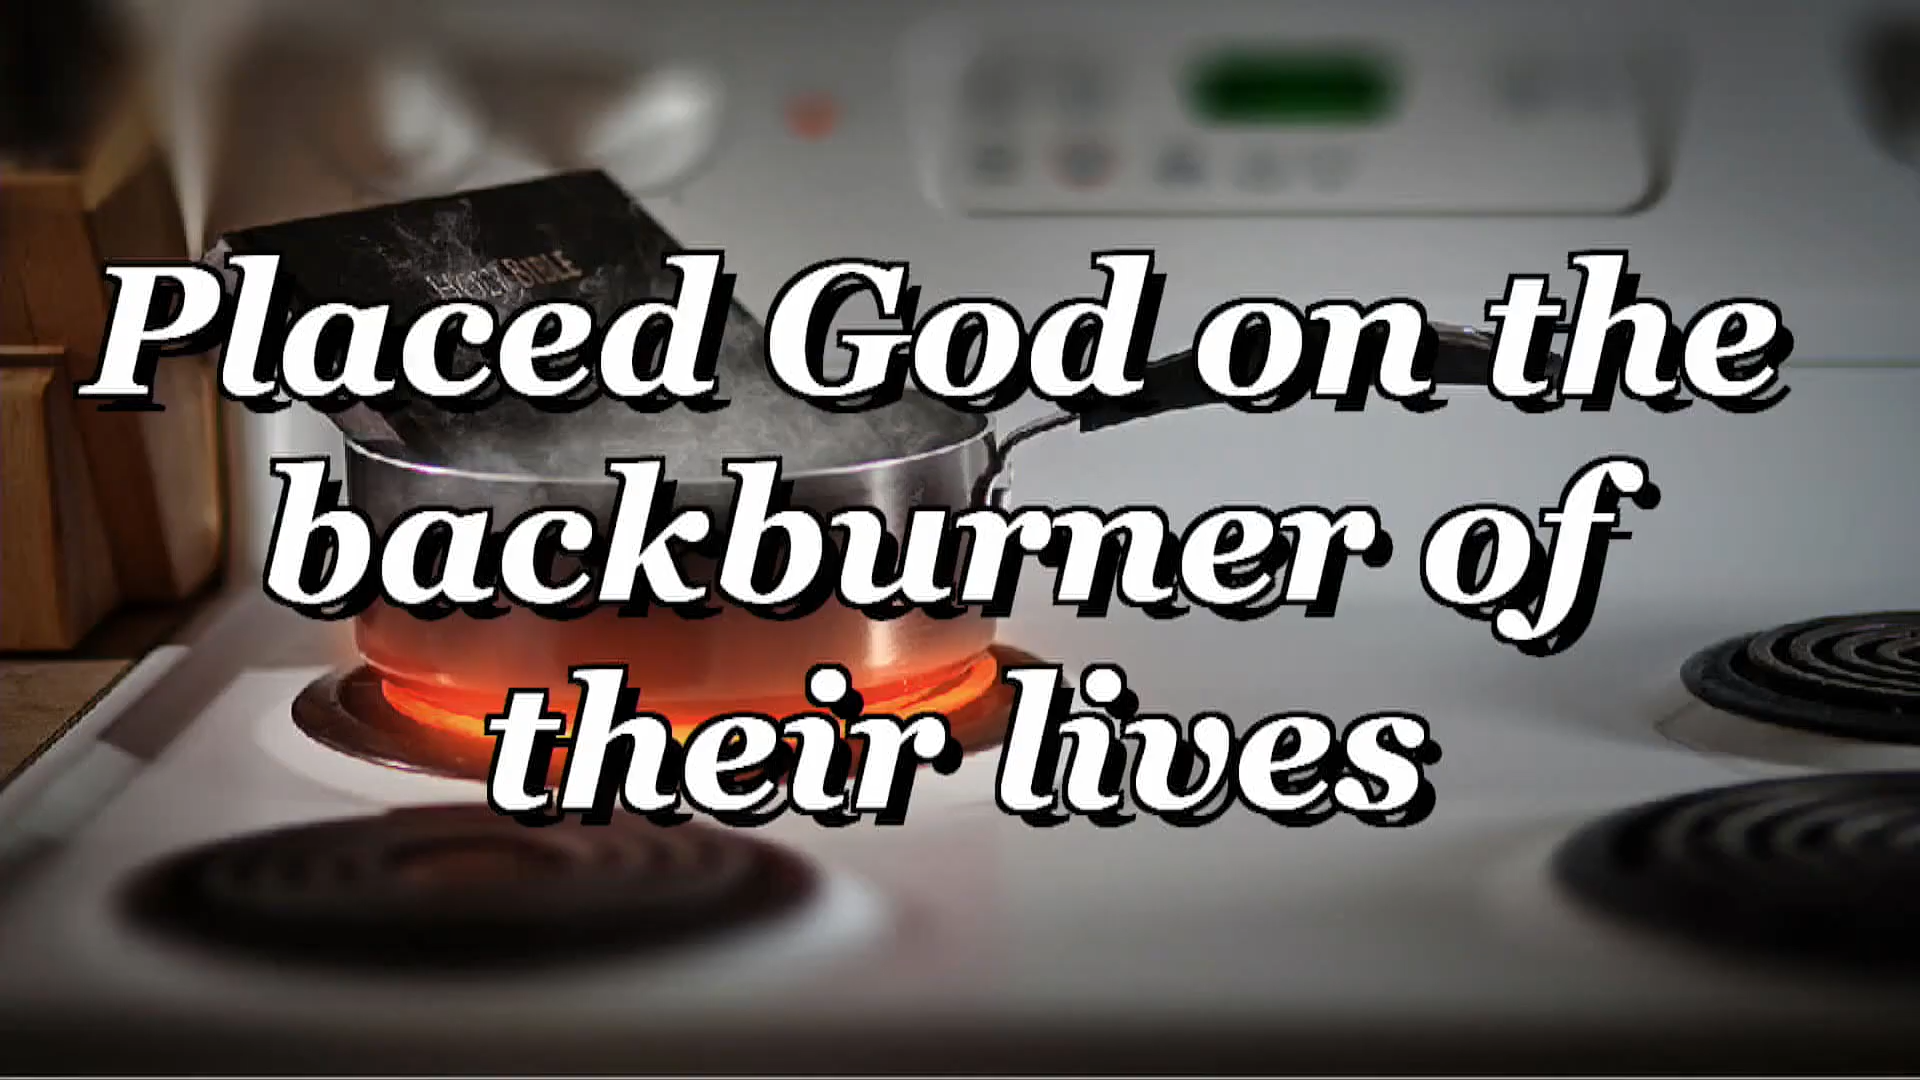 HOLY BIBLE
Placed God on the
backburner of
their lives